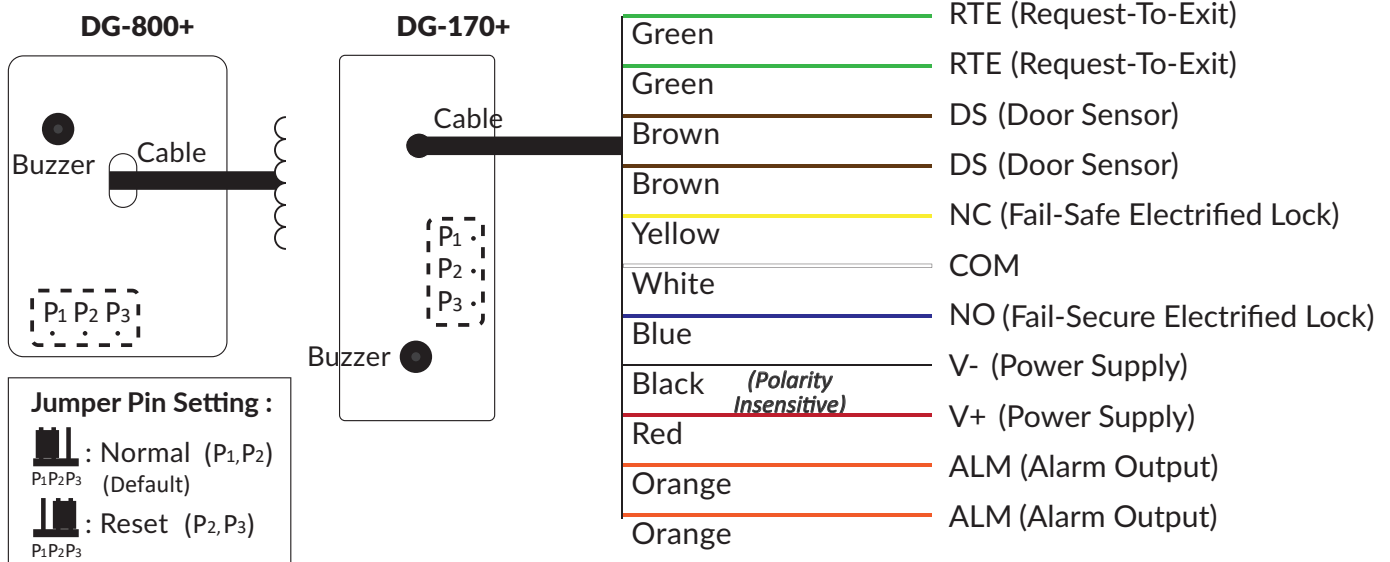 DG-800+
Buzzer
Cable
P1 P2 P3
Jumper Pin Setting :
: Normal (P1,P2)
P1P2P3
(Default)
: Reset (P2,P3)
P1P2P3
DG-170+
Cable
P1
P2
P3
Buzzer
Green
RTE (Request-To-Exit)
Green
RTE (Request-To-Exit)
Brown
DS (Door Sensor)
Brown
DS (Door Sensor)
Yellow
NC (Fail-Safe Electrified Lock)
White
COM
Blue
NO (Fail-Secure Electrified Lock)
Black
(Polarity
Insensitive)
V- (Power Supply)
Red
V+ (Power Supply)
Orange
ALM (Alarm Output)
Orange
ALM (Alarm Output)